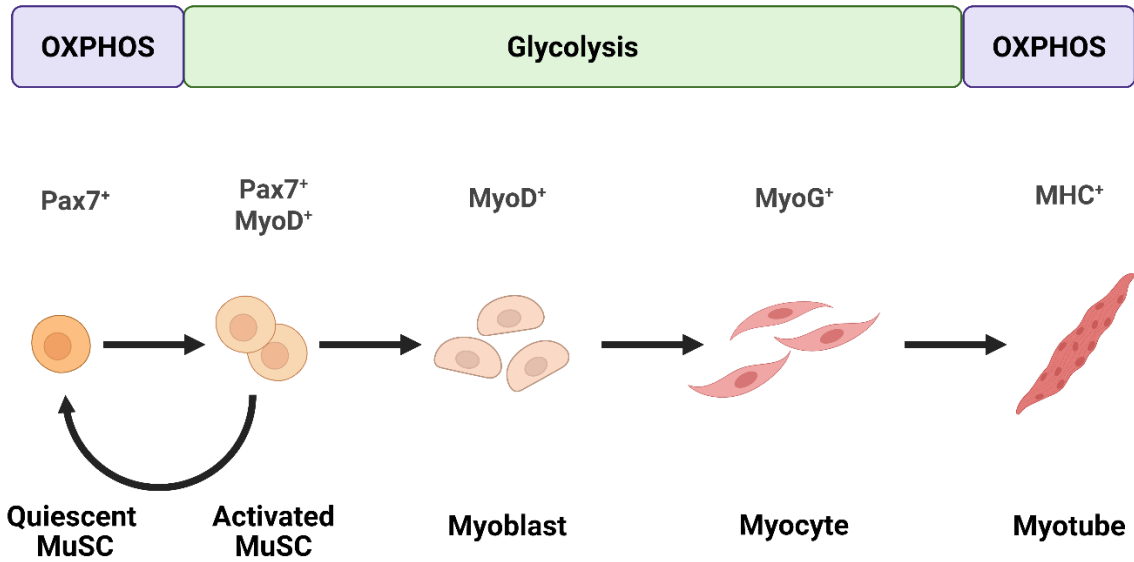 OXPHOS Glycolysis OXPHOS
Pax7⁺
Pax7⁺
MyoD⁺
MyoD⁺
MyoG⁺
MHC⁺
Quiescent
MuSC
Activated
MuSC
Myoblast
Myocyte
Myotube